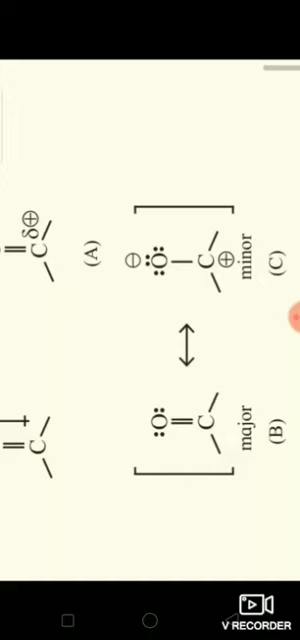 C δ⊕
(A)
:Ö: C major (B)
⊖ :Ö: C ⊕ minor (C)
C
V RECORDER